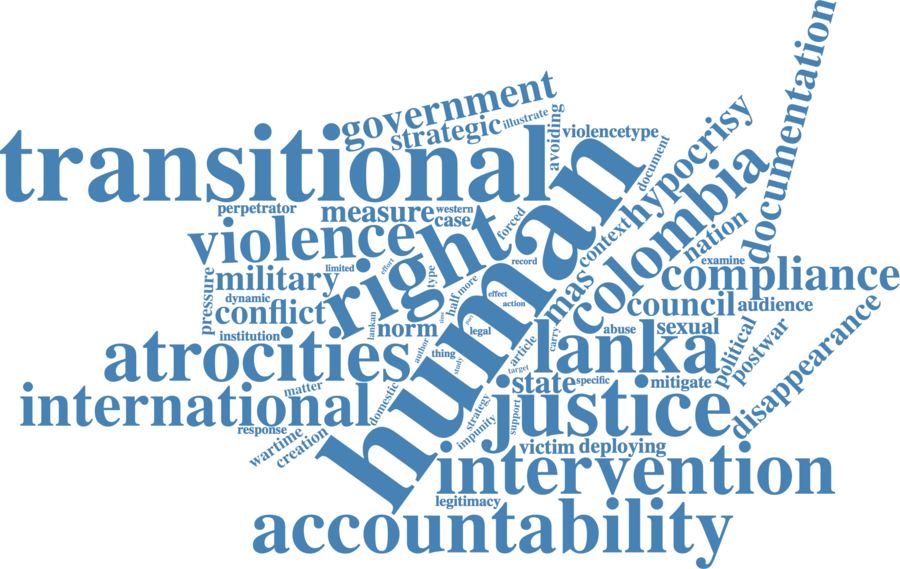 documentation
government
strategic
illustrate
avoiding
violencetype
document
hypocrisy
transitional
human
colombia
perpetrator
measure
western
case
forced
context
nation
violence
right
record
examine
compliance
military
limited
effort
type
more
half
mas
council
audience
pressure
dynamic
conflict
effect
action
lankan
norm
time
legal
carry
abuse
sexual
political
postwar
disappearance
institution
author
thing
study
article
target
lanka
atrocities
matter
domestic
state
specific
mitigate
international
strategy
support
justice
response
wartime
creation
impunity
victim
deploying
intervention
legitimacy
accountability